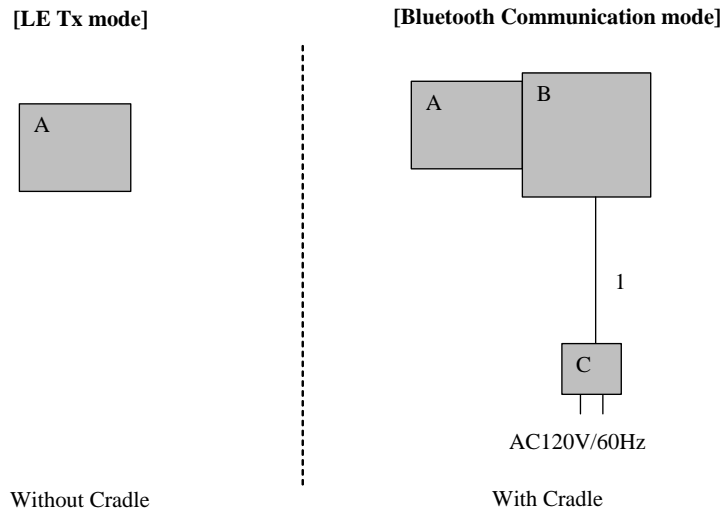 [LE Tx mode]
[Bluetooth Communication mode]
A
A
B
1
C
AC120V/60Hz
Without Cradle
With Cradle